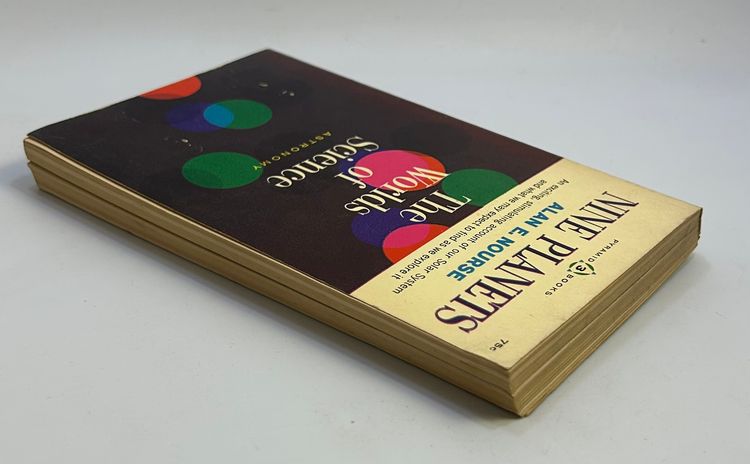 PYRAMID 3 BOOKS
75¢
NINE PLANETS
ALAN E. NOURSE
An exciting, stimulating account of our Solar System
and what we may expect to find as we explore it
The
Worlds
of
Science
ASTRONOMY